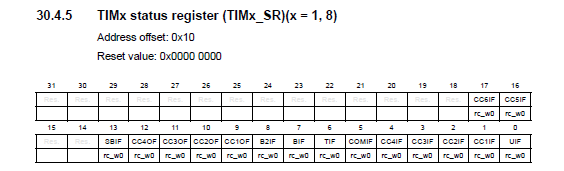 30.4.5 TIMx status register (TIMx_SR)(x = 1, 8)
Address offset: 0x10
Reset value: 0x0000 0000
31 30 29 28 27 26 25 24 23 22 21 20 19 18 17 16
Res. Res. Res. Res. Res. Res. Res. Res. Res. Res. Res. Res. Res. Res. CC6IF CC5IF
rc_w0 rc_w0
15 14 13 12 11 10 9 8 7 6 5 4 3 2 1 0
Res. Res. SBIF CC4OF CC3OF CC2OF CC1OF B2IF BIF TIF COMIF CC4IF CC3IF CC2IF CC1IF UIF
rc_w0 rc_w0 rc_w0 rc_w0 rc_w0 rc_w0 rc_w0 rc_w0 rc_w0 rc_w0 rc_w0 rc_w0 rc_w0 rc_w0